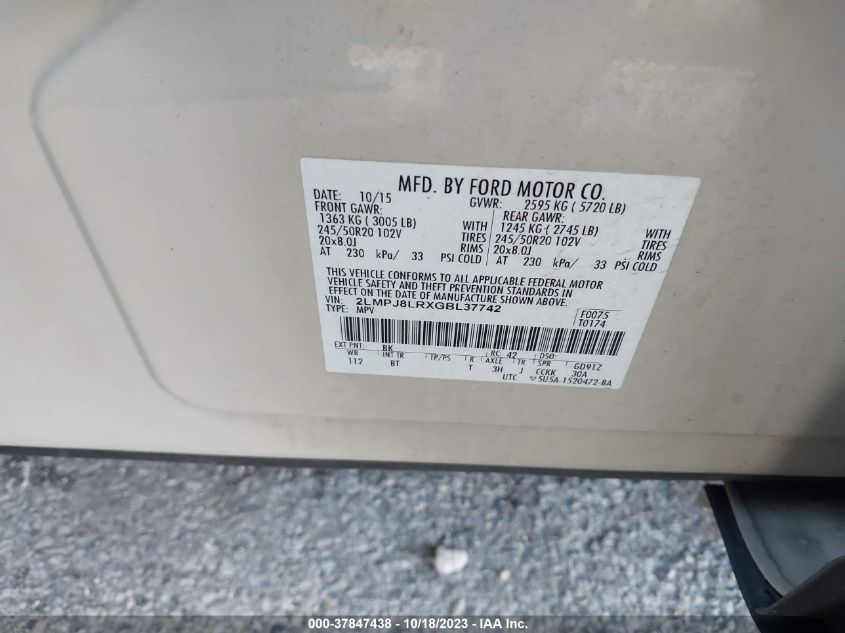 MFD. BY FORD MOTOR CO.
DATE: 10/15 GVWR: 2595 KG ( 5720 LB)
FRONT GAWR: REAR GAWR:
1363 KG ( 3005 LB) WITH 1245 KG ( 2745 LB) WITH
245/50R20 102V TIRES 245/50R20 102V TIRES
20x8.0J RIMS 20x8.0J RIMS
AT 230 kPa/ 33 PSI COLD AT 230 kPa/ 33 PSI COLD
THIS VEHICLE CONFORMS TO ALL APPLICABLE FEDERAL MOTOR
VEHICLE SAFETY AND THEFT PREVENTION STANDARDS IN
EFFECT ON THE DATE OF MANUFACTURE SHOWN ABOVE.
VIN: 2LMPJ8LRXGBL37742 F0075
TYPE: MPV T0174
EXT PNT BK RC: 42 DSO:
WB INT TR TP/PS R AXLE TR SPR GD91Z
112 BT T 3H J CCKK 30A
UTC ▽5U5A-1520472-BA
000-37847438 - 10/18/2023 - IAA Inc.